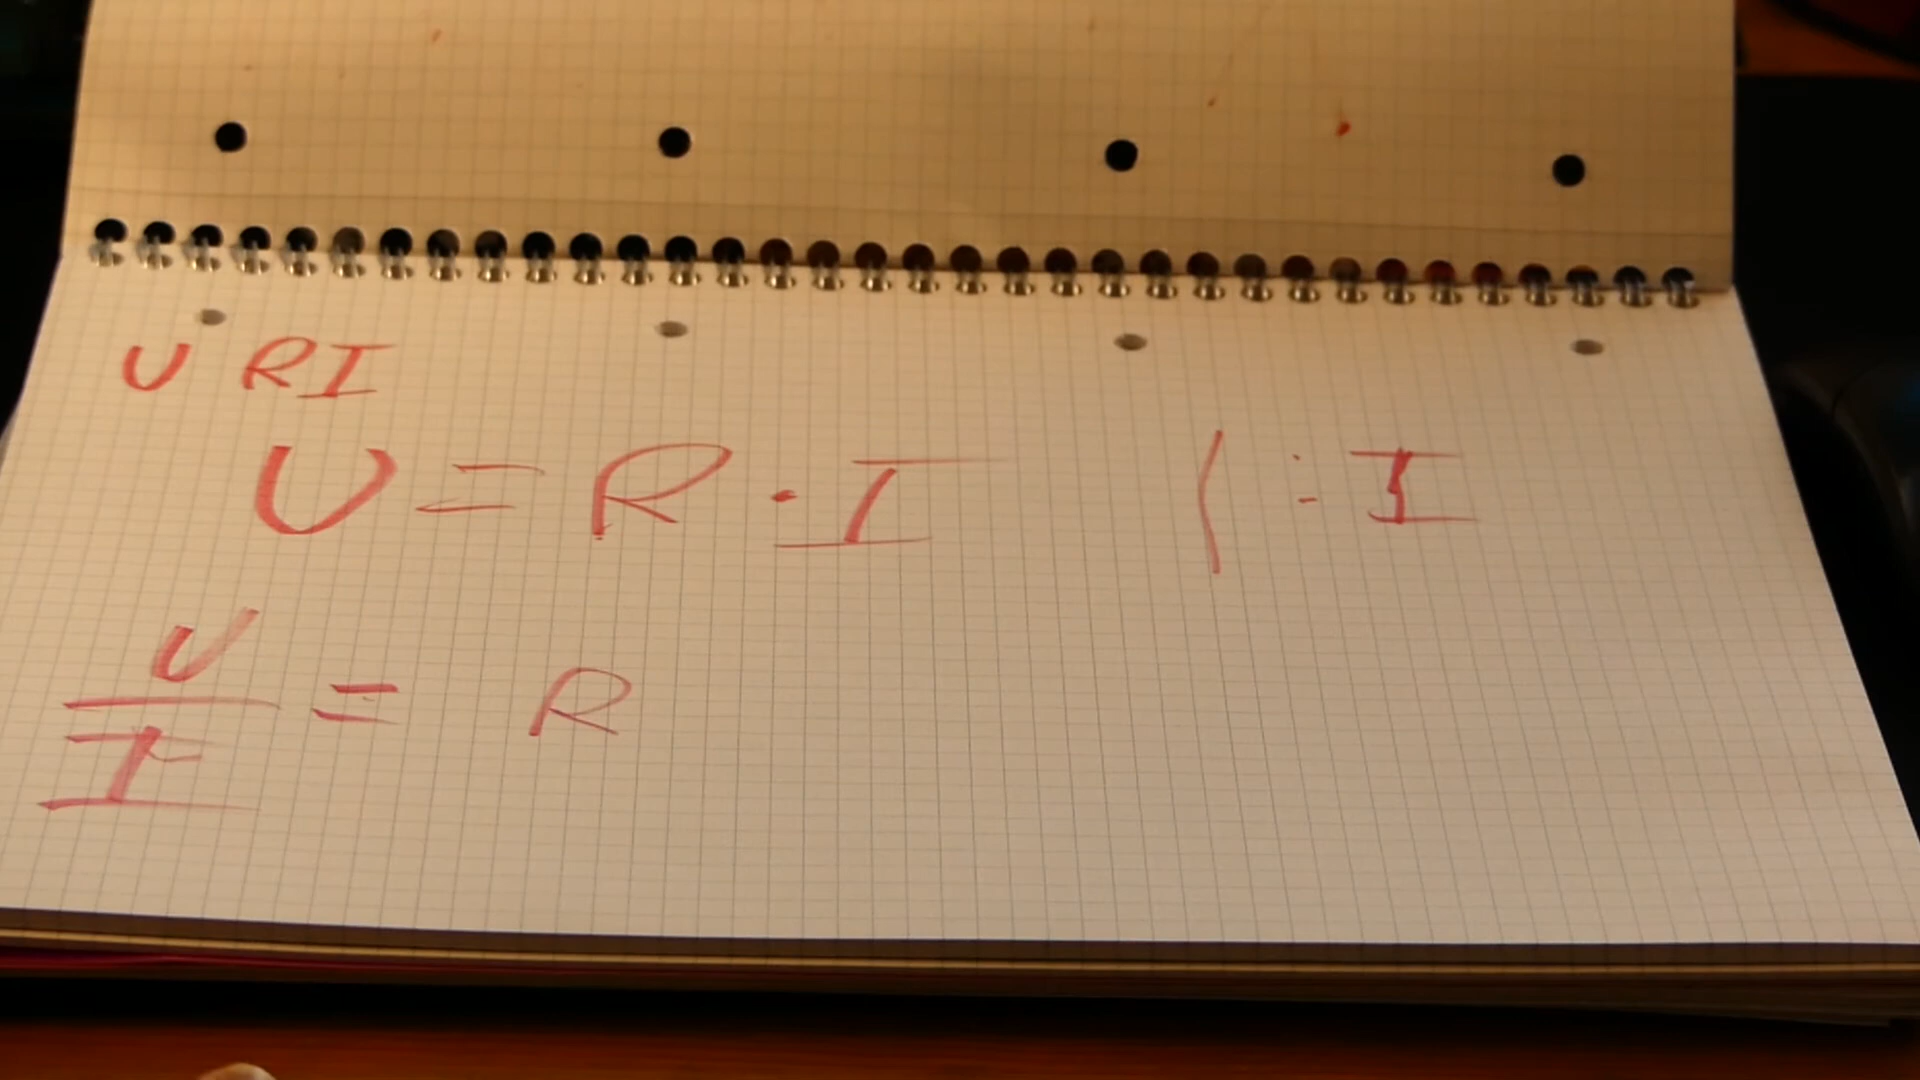 U RI
U = R · I | : I
U/I = R